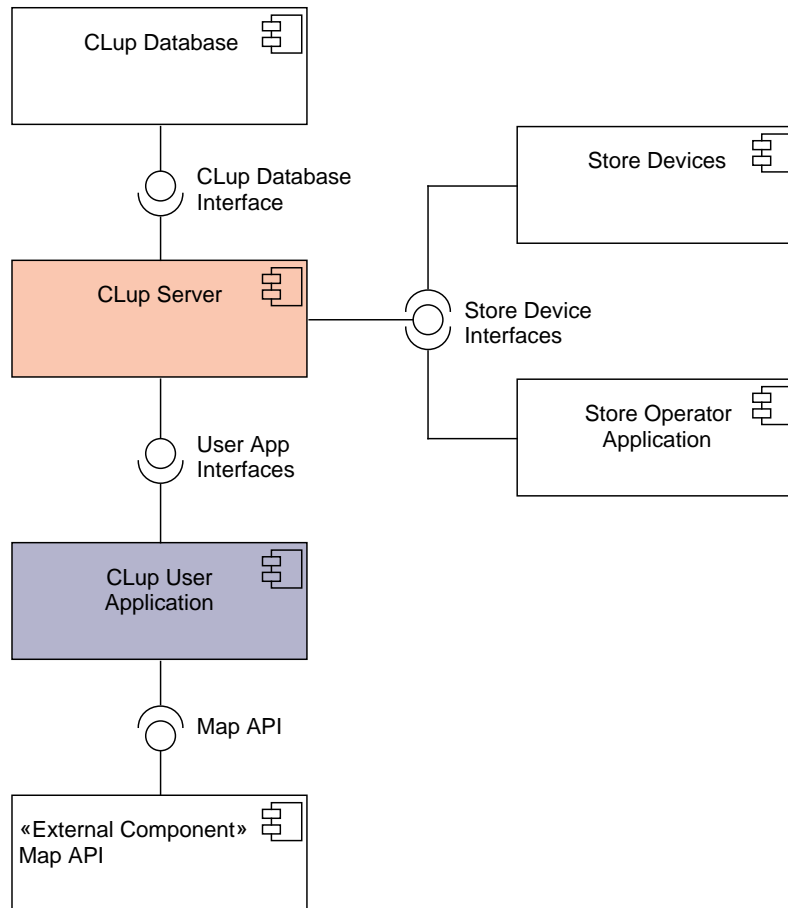 CLup Database
CLup Database
Interface
Store Devices
CLup Server
Store Device
Interfaces
User App
Interfaces
Store Operator
Application
CLup User
Application
Map API
«External Component»
Map API